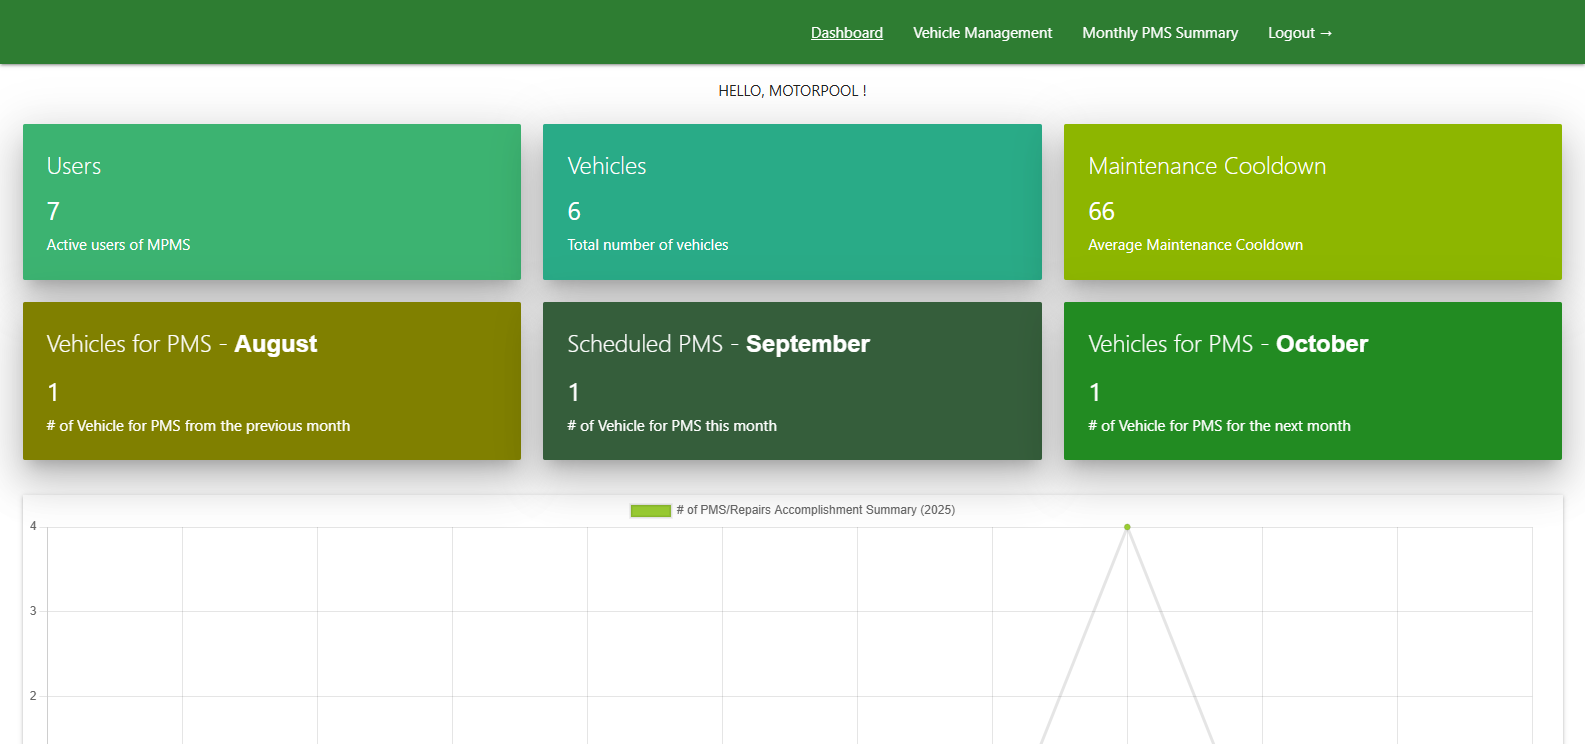 Dashboard Vehicle Management Monthly PMS Summary Logout →
HELLO, MOTORPOOL !
Users
7
Active users of MPMS
Vehicles
6
Total number of vehicles
Maintenance Cooldown
66
Average Maintenance Cooldown
Vehicles for PMS - August
1
# of Vehicle for PMS from the previous month
Scheduled PMS - September
1
# of Vehicle for PMS this month
Vehicles for PMS - October
1
# of Vehicle for PMS for the next month
# of PMS/Repairs Accomplishment Summary (2025)
4
3
2